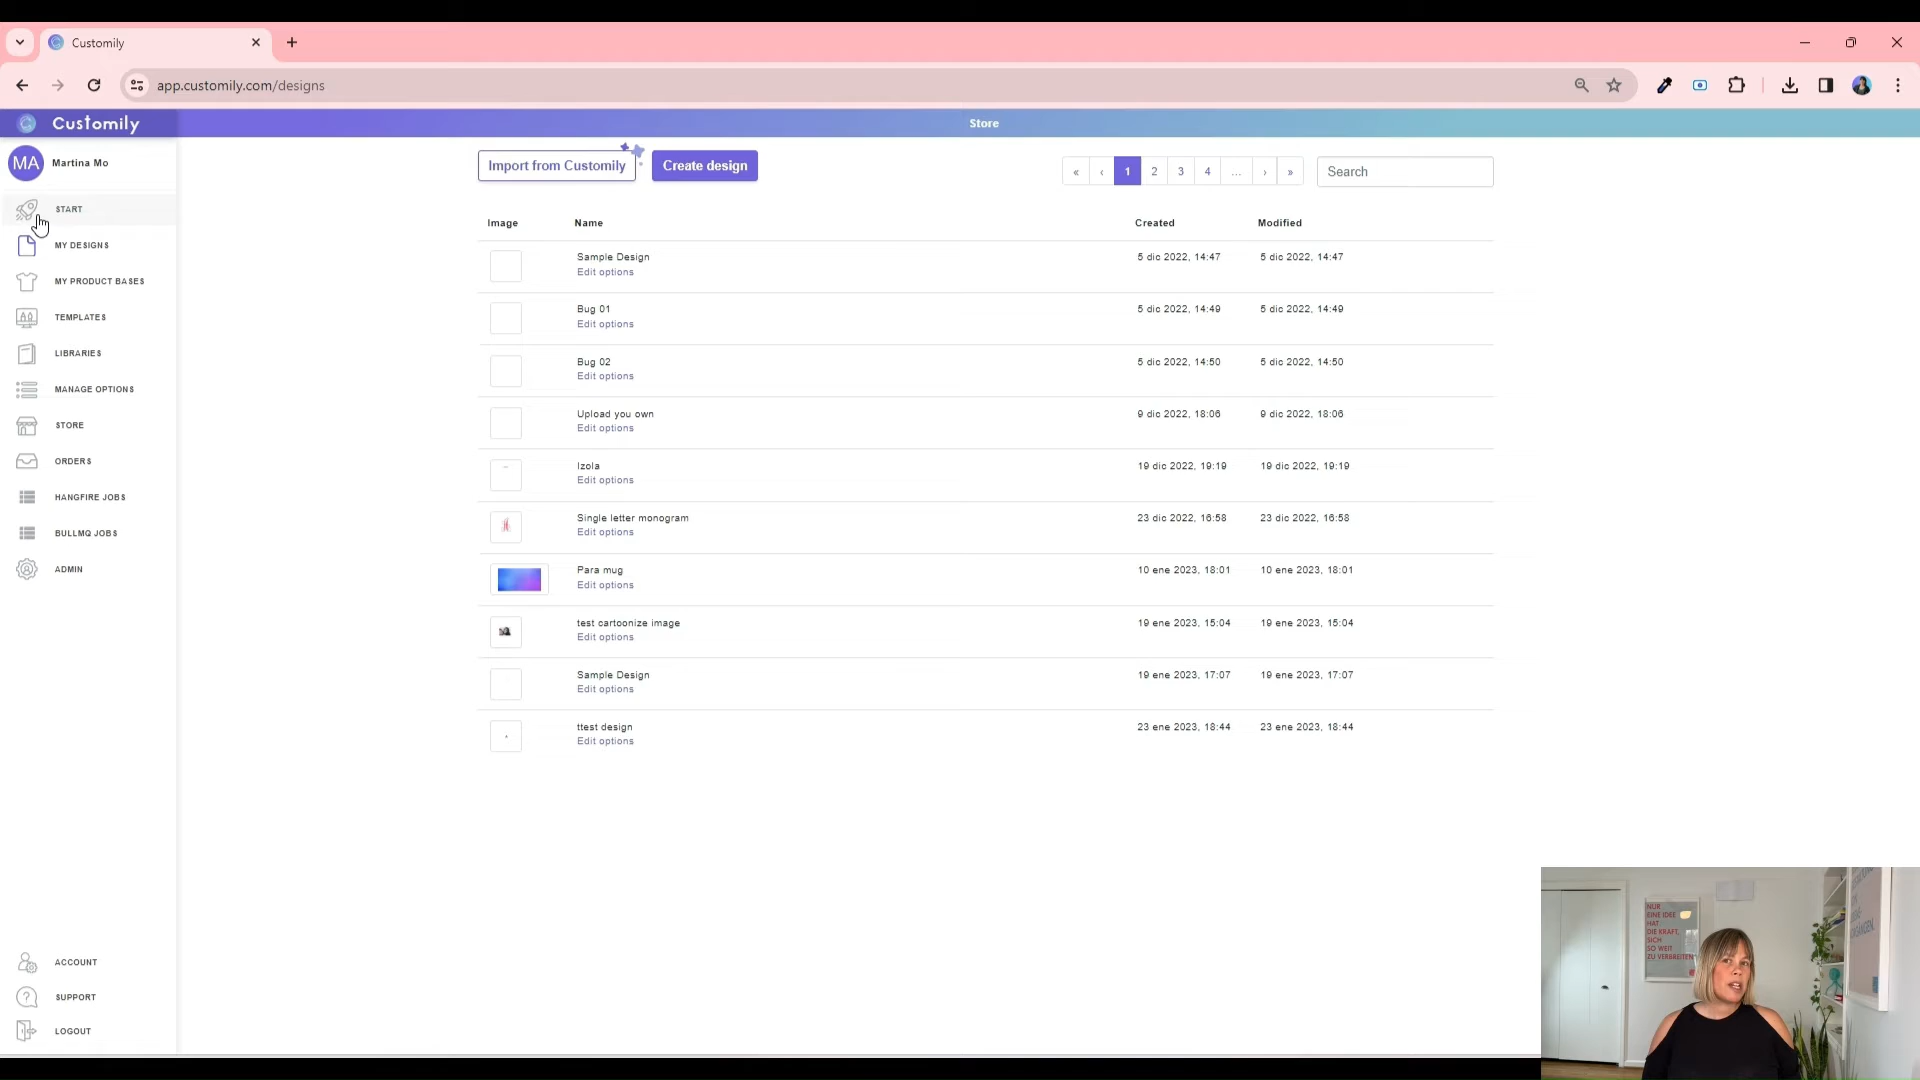 Customily
app.customily.com/designs
Customily
Store
MA
Martina Mo
START
MY DESIGNS
MY PRODUCT BASES
TEMPLATES
LIBRARIES
MANAGE OPTIONS
STORE
ORDERS
HANGFIRE JOBS
BULLMQ JOBS
ADMIN
ACCOUNT
SUPPORT
LOGOUT
Import from Customily
Create design
« ‹ 1 2 3 4 ... › »
Search
Image Name Created Modified
Sample Design 5 dic 2022, 14:47 5 dic 2022, 14:47
Edit options
Bug 01 5 dic 2022, 14:49 5 dic 2022, 14:49
Edit options
Bug 02 5 dic 2022, 14:50 5 dic 2022, 14:50
Edit options
Upload you own 9 dic 2022, 18:06 9 dic 2022, 18:06
Edit options
Izola 19 dic 2022, 19:19 19 dic 2022, 19:19
Edit options
Single letter monogram 23 dic 2022, 16:58 23 dic 2022, 16:58
Edit options
Para mug 10 ene 2023, 18:01 10 ene 2023, 18:01
Edit options
test cartoonize image 19 ene 2023, 15:04 19 ene 2023, 15:04
Edit options
Sample Design 19 ene 2023, 17:07 19 ene 2023, 17:07
Edit options
ttest design 23 ene 2023, 18:44 23 ene 2023, 18:44
Edit options
NUR
EINE IDEE
HAT
DIE KRAFT,
SICH
SO WEIT
ZU VERBREITEN